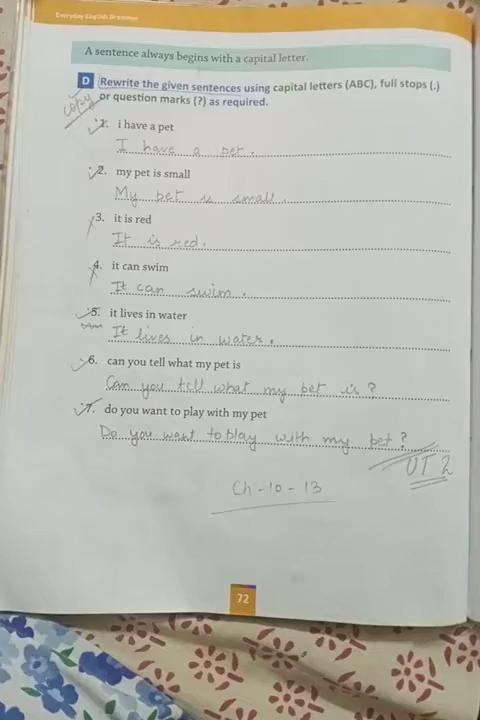 Everyday English Grammar
A sentence always begins with a capital letter.
D Rewrite the given sentences using capital letters (ABC), full stops (.)
or question marks (?) as required.
copy
1. i have a pet
I have a pet.
2. my pet is small
My pet is small.
3. it is red
It is red.
4. it can swim
It can swim.
5. it lives in water
It lives in water.
6. can you tell what my pet is
Can you tell what my pet is?
7. do you want to play with my pet
Do you want to play with my pet?
UT 2
Ch - 10 - 13
72